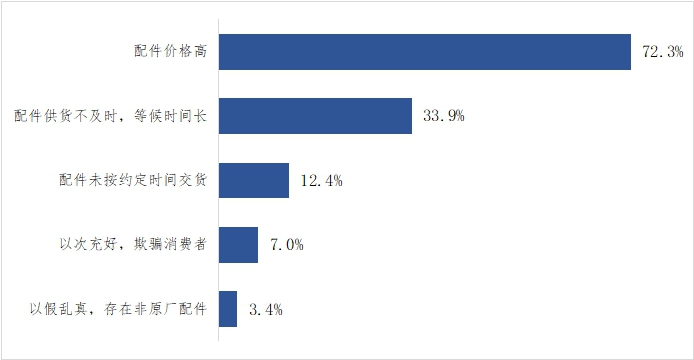 配件价格高 72.3%
配件供货不及时，等候时间长 33.9%
配件未按约定时间交货 12.4%
以次充好，欺骗消费者 7.0%
以假乱真，存在非原厂配件 3.4%